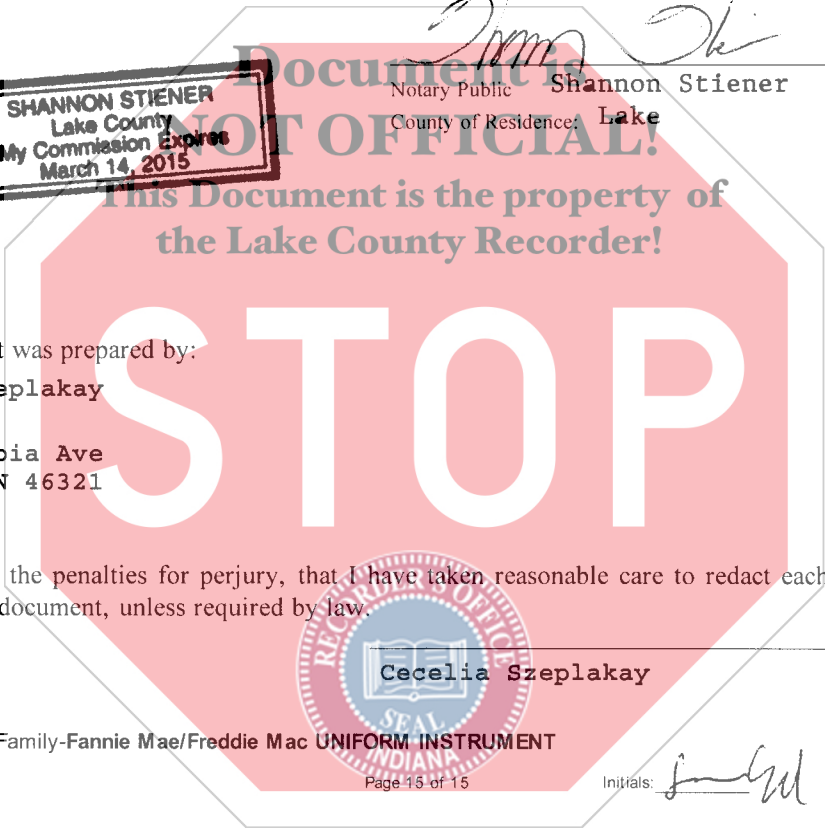 Document is
NOT OFFICIAL!
This Document is the property of
the Lake County Recorder!
STOP
SHANNON STIENER
Lake County
My Commission Expires
March 14, 2015
Notary Public Shannon Stiener
County of Residence: Lake
t was prepared by:
eplakay
bia Ave
N 46321
the penalties for perjury, that I have taken reasonable care to redact each
document, unless required by law.
Cecelia Szeplakay
RECORDER'S OFFICE
SEAL
INDIANA
Family-Fannie Mae/Freddie Mac UNIFORM INSTRUMENT
Page 15 of 15
Initials: